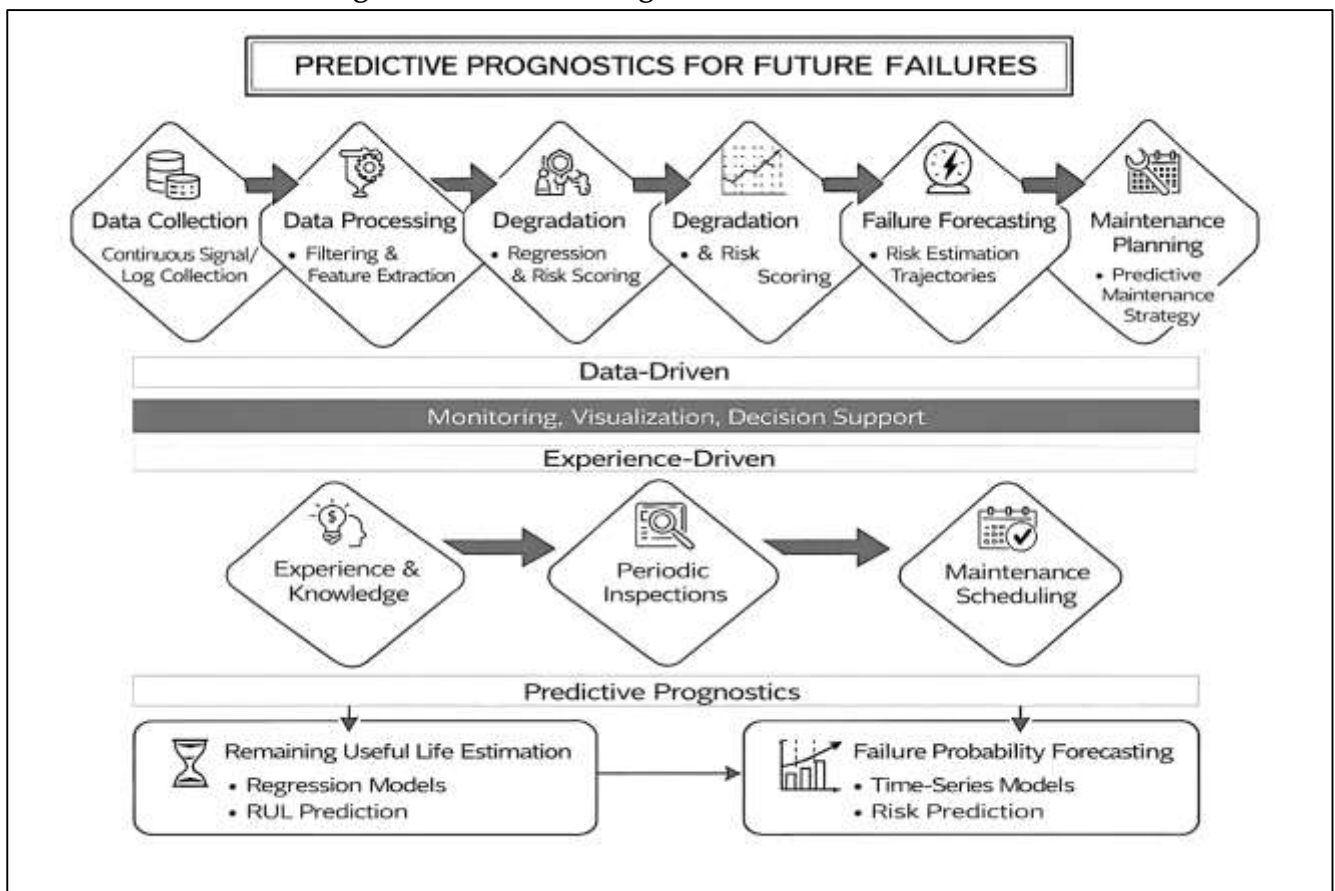 PREDICTIVE PROGNOSTICS FOR FUTURE FAILURES
Data Collection
Continuous Signal/
Log Collection
Data Processing
• Filtering &
Feature Extraction
Degradation
• Regression
& Risk Scoring
Degradation
• & Risk
Scoring
Failure Forecasting
• Risk Estimation
Trajectories
Maintenance
Planning
• Predictive
Maintenance
Strategy
Data-Driven
Monitoring, Visualization, Decision Support
Experience-Driven
Experience &
Knowledge
Periodic
Inspections
Maintenance
Scheduling
Predictive Prognostics
Remaining Useful Life Estimation
• Regression Models
• RUL Prediction
Failure Probability Forecasting
• Time-Series Models
• Risk Prediction